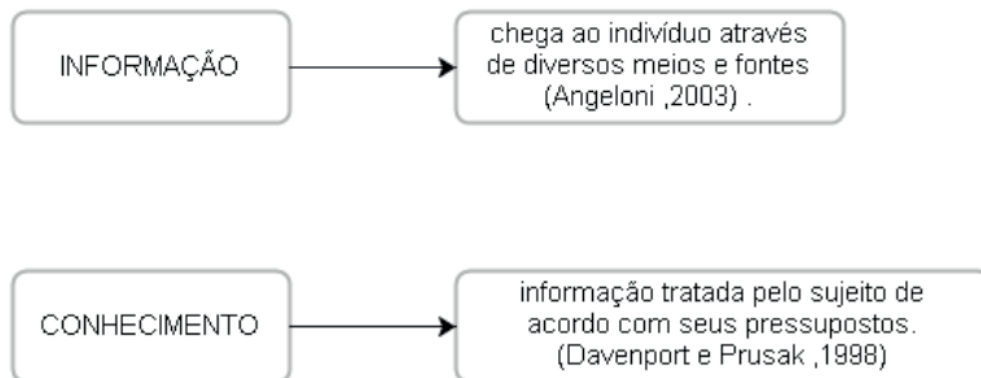 INFORMAÇÃO
chega ao indivíduo através
de diversos meios e fontes
(Angeloni ,2003) .
CONHECIMENTO
informação tratada pelo sujeito de
acordo com seus pressupostos.
(Davenport e Prusak ,1998)